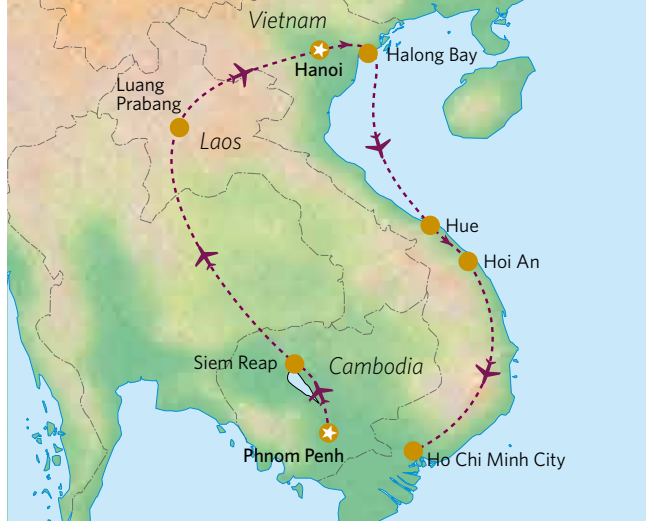 Vietnam
Hanoi
Halong Bay
Luang
Prabang
Laos
Hue
Hoi An
Siem Reap
Cambodia
Phnom Penh
Ho Chi Minh City